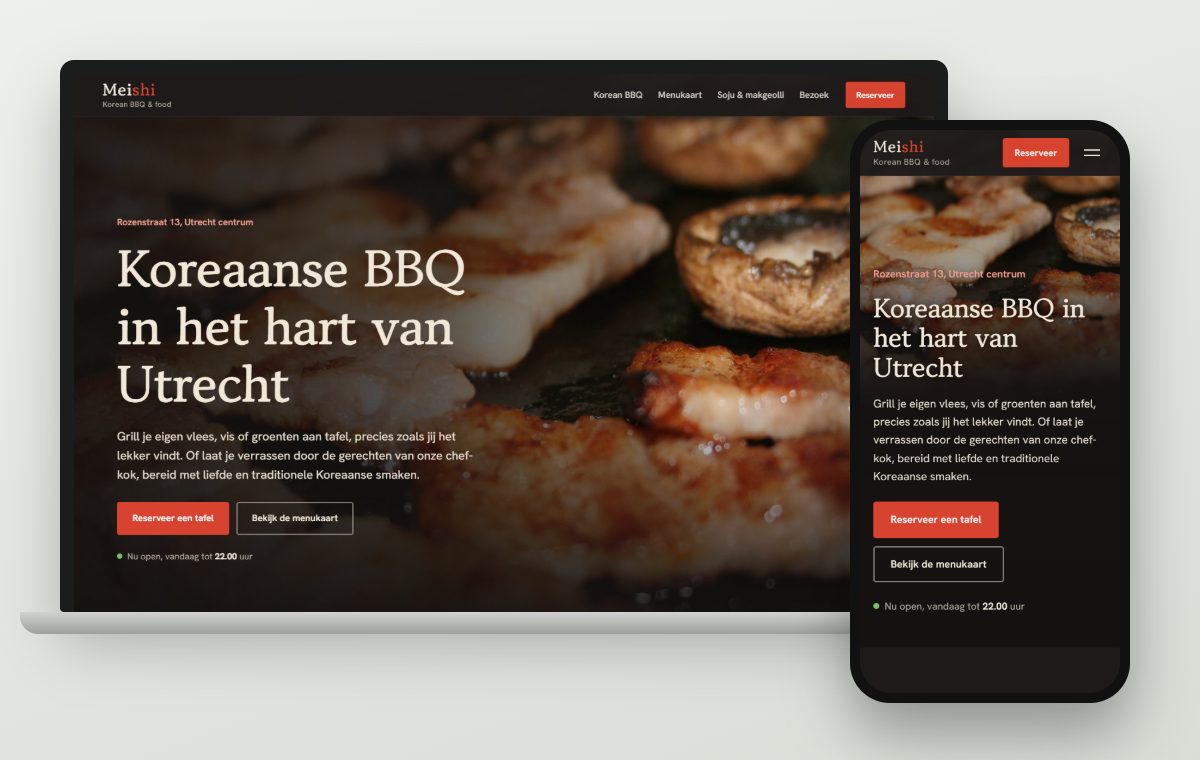 Meishi
Korean BBQ & food
Korean BBQ Menukaart Soju & makgeolli Bezoek Reserveer
Rozenstraat 13, Utrecht centrum
Koreaanse BBQ
in het hart van
Utrecht
Grill je eigen vlees, vis of groenten aan tafel, precies zoals jij het
lekker vindt. Of laat je verrassen door de gerechten van onze chef-
kok, bereid met liefde en traditionele Koreaanse smaken.
Reserveer een tafel Bekijk de menukaart
Nu open, vandaag tot 22.00 uur
Meishi
Korean BBQ & food
Reserveer
Rozenstraat 13, Utrecht centrum
Koreaanse BBQ in
het hart van
Utrecht
Grill je eigen vlees, vis of groenten aan tafel,
precies zoals jij het lekker vindt. Of laat je
verrassen door de gerechten van onze chef-
kok, bereid met liefde en traditionele
Koreaanse smaken.
Reserveer een tafel
Bekijk de menukaart
Nu open, vandaag tot 22.00 uur